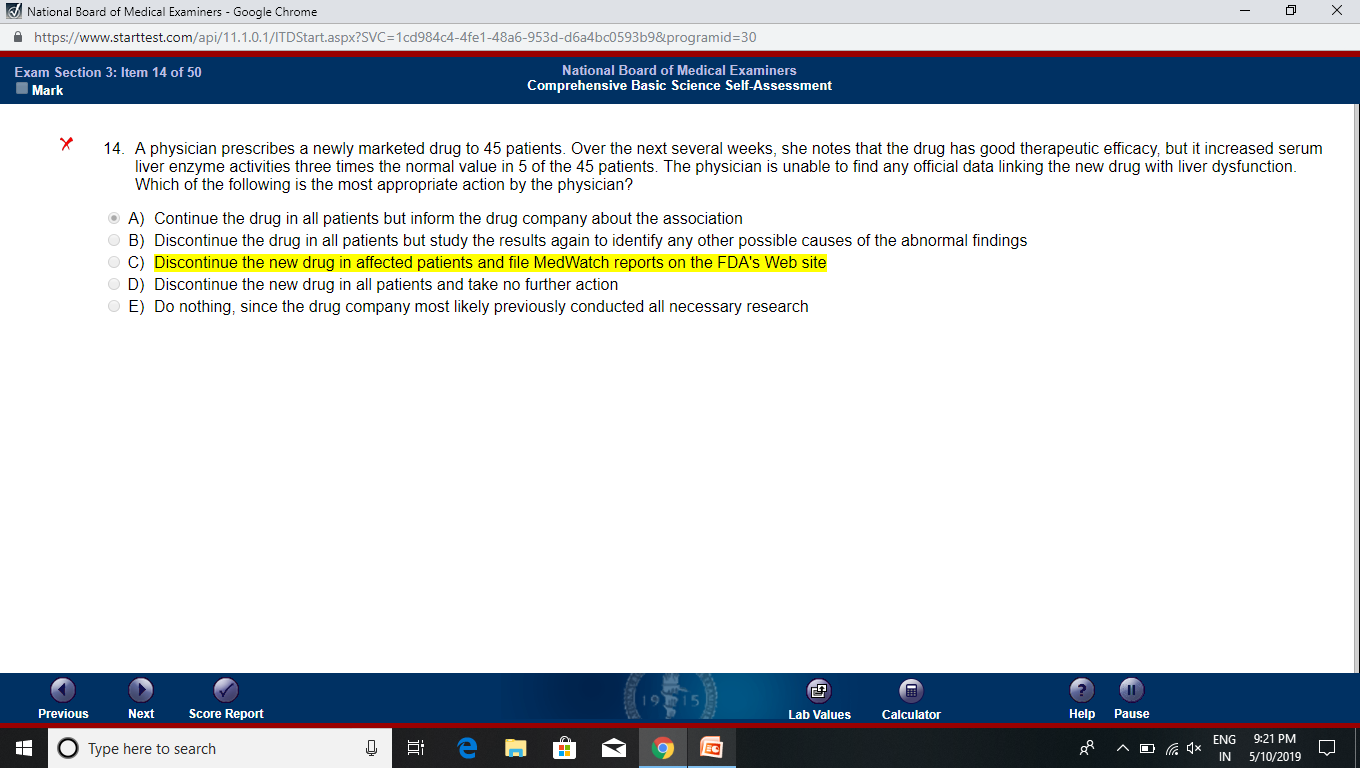 National Board of Medical Examiners - Google Chrome
https://www.starttest.com/api/11.1.0.1/ITDStart.aspx?SVC=1cd984c4-4fe1-48a6-953d-d6a4bc0593b9&programid=30
Exam Section 3: Item 14 of 50
National Board of Medical Examiners
Mark
Comprehensive Basic Science Self-Assessment
14. A physician prescribes a newly marketed drug to 45 patients. Over the next several weeks, she notes that the drug has good therapeutic efficacy, but it increased serum
liver enzyme activities three times the normal value in 5 of the 45 patients. The physician is unable to find any official data linking the new drug with liver dysfunction.
Which of the following is the most appropriate action by the physician?
A) Continue the drug in all patients but inform the drug company about the association
B) Discontinue the drug in all patients but study the results again to identify any other possible causes of the abnormal findings
C) Discontinue the new drug in affected patients and file MedWatch reports on the FDA's Web site
D) Discontinue the new drug in all patients and take no further action
E) Do nothing, since the drug company most likely previously conducted all necessary research
1915
Previous
Next
Score Report
Lab Values
Calculator
Help
Pause
Type here to search
ENG
IN
9:21 PM
5/10/2019